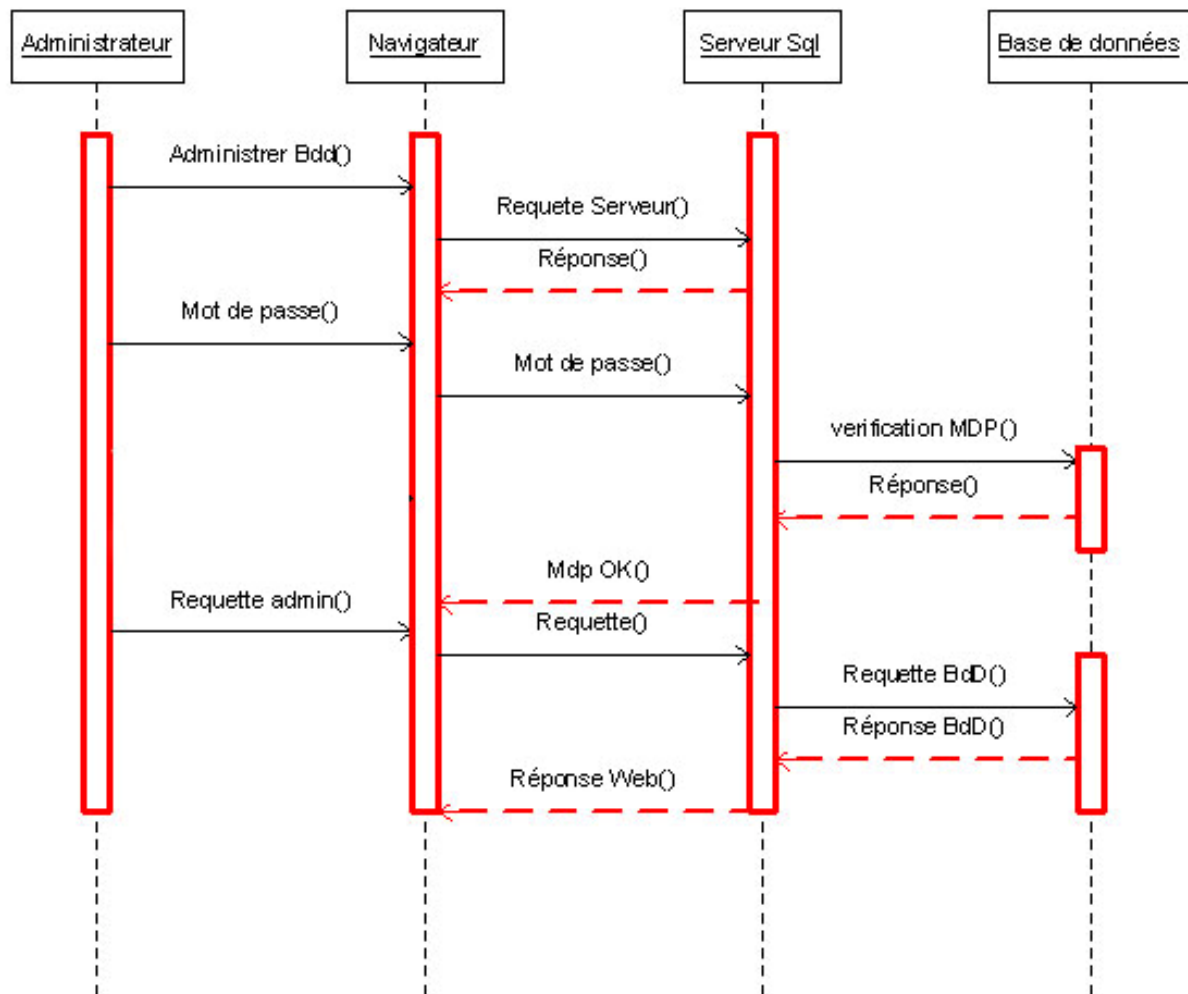 Administrateur
Navigateur
Serveur Sql
Base de données
Administrer Bdd()
Requete Serveur()
Réponse()
Mot de passe()
Mot de passe()
verification MDP()
Réponse()
Mdp OK()
Requette admin()
Requette()
Requette BdD()
Réponse BdD()
Réponse Web()